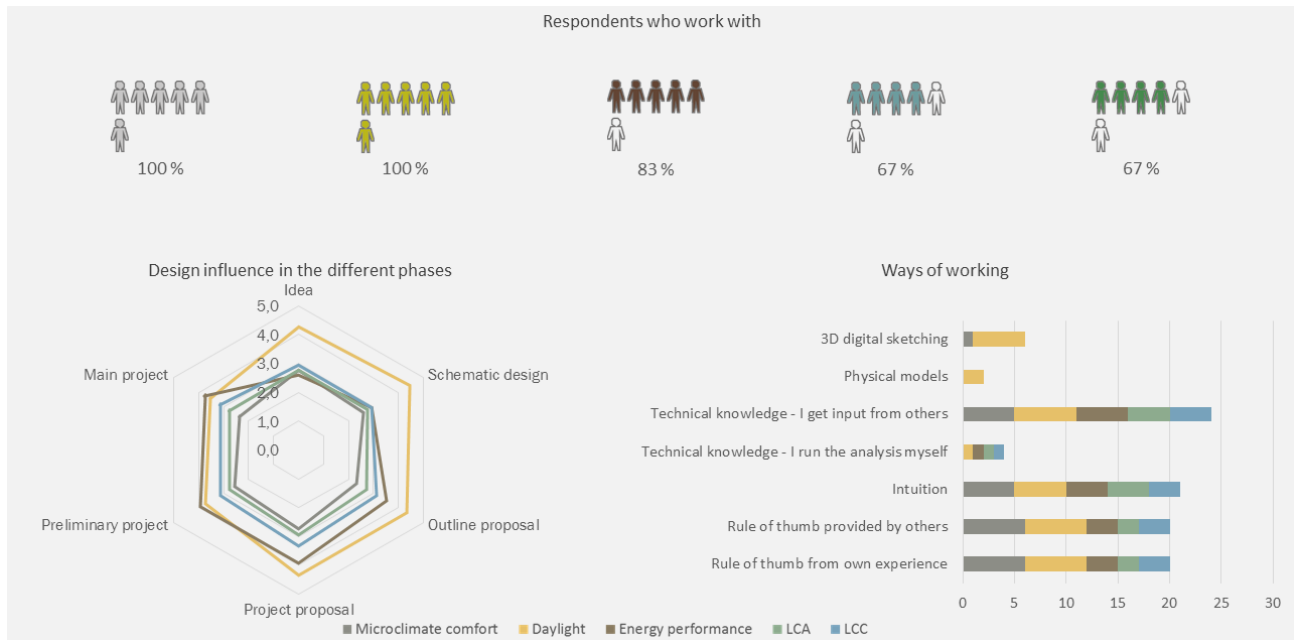 Respondents who work with
100 %
100 %
83 %
67 %
67 %
Design influence in the different phases
Idea
5,0
4,0
3,0
2,0
1,0
0,0
Schematic design
Outline proposal
Project proposal
Preliminary project
Main project
Ways of working
3D digital sketching
Physical models
Technical knowledge - I get input from others
Technical knowledge - I run the analysis myself
Intuition
Rule of thumb provided by others
Rule of thumb from own experience
0 5 10 15 20 25 30
Microclimate comfort Daylight Energy performance LCA LCC